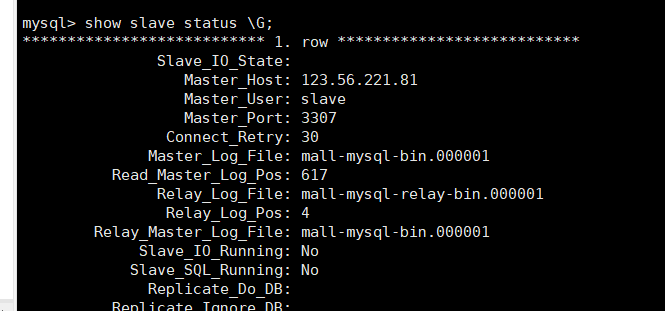 mysql> show slave status \G;
*************************** 1. row ***************************
Slave_IO_State:
Master_Host: 123.56.221.81
Master_User: slave
Master_Port: 3307
Connect_Retry: 30
Master_Log_File: mall-mysql-bin.000001
Read_Master_Log_Pos: 617
Relay_Log_File: mall-mysql-relay-bin.000001
Relay_Log_Pos: 4
Relay_Master_Log_File: mall-mysql-bin.000001
Slave_IO_Running: No
Slave_SQL_Running: No
Replicate_Do_DB:
Replicate_Ignore_DB: